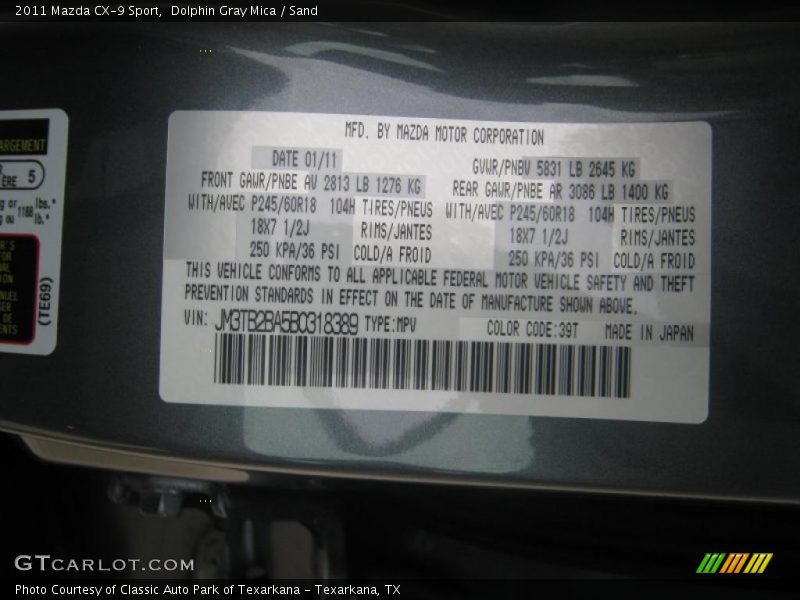 2011 Mazda CX-9 Sport,  Dolphin Gray Mica / Sand
MFD. BY MAZDA MOTOR CORPORATION
DATE 01/11
GVWR/PNBV 5831 LB 2645 KG
FRONT GAWR/PNBE AV 2813 LB 1276 KG
REAR GAWR/PNBE AR 3086 LB 1400 KG
WITH/AVEC P245/60R18 104H TIRES/PNEUS
WITH/AVEC P245/60R18 104H TIRES/PNEUS
18X7 1/2J RIMS/JANTES
18X7 1/2J RIMS/JANTES
250 KPA/36 PSI COLD/A FROID
250 KPA/36 PSI COLD/A FROID
THIS VEHICLE CONFORMS TO ALL APPLICABLE FEDERAL MOTOR VEHICLE SAFETY AND THEFT
PREVENTION STANDARDS IN EFFECT ON THE DATE OF MANUFACTURE SHOWN ABOVE.
VIN: JM3TB2BA5B0318389 TYPE:MPV COLOR CODE:39T MADE IN JAPAN
ARGEMENT
ÈRE 5
1188 lbs.*
lb.*
(TE69)
GTCARLOT.COM
Photo Courtesy of Classic Auto Park of Texarkana - Texarkana, TX